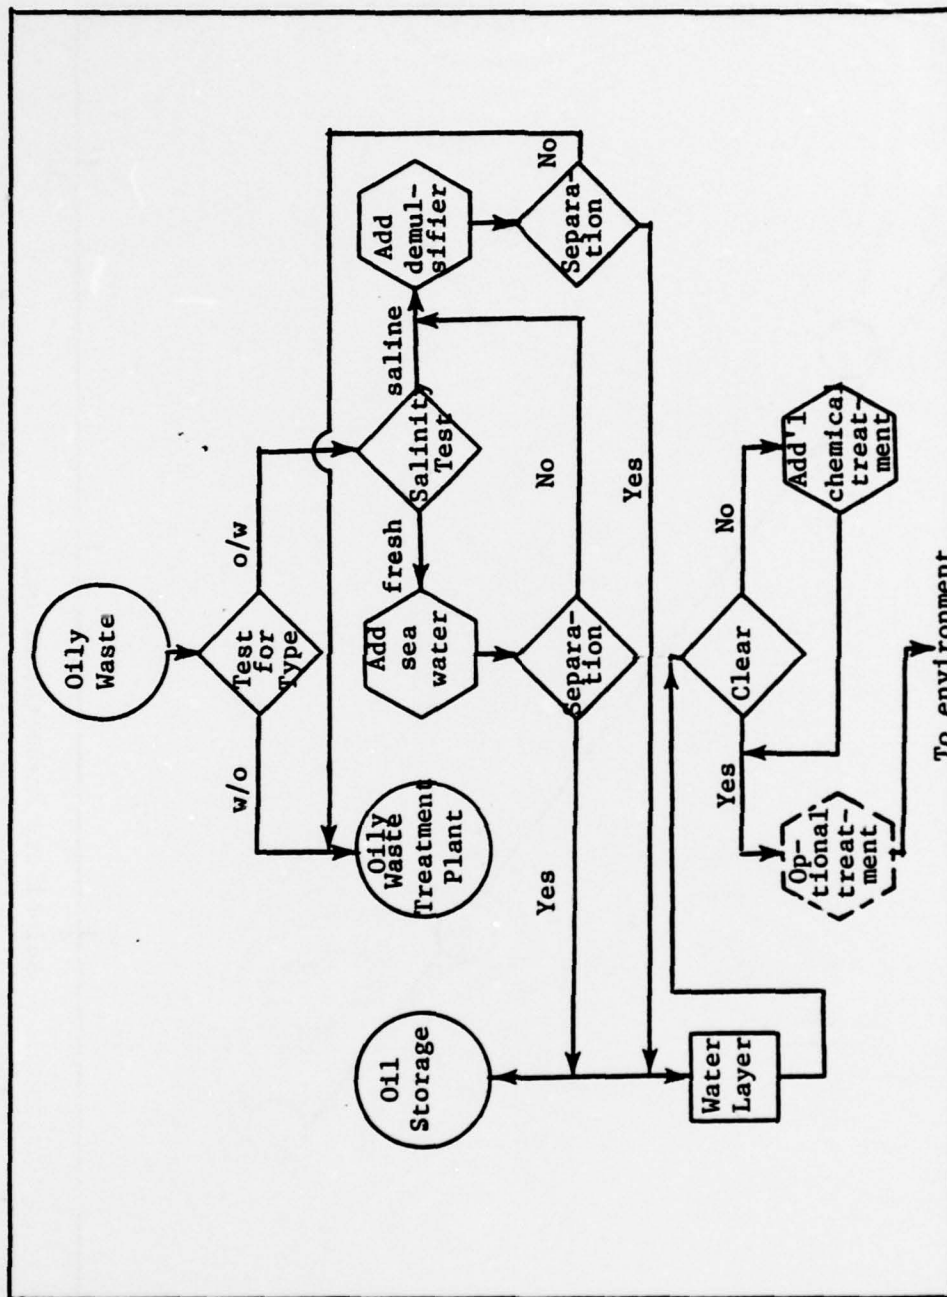 Oily
Waste
Test
for
Type
w/o
o/w
Oil
Storage
Oily
Waste
Treatment
Plant
Add
sea
water
fresh
Salinity
Test
saline
Add
demul-
sifier
Yes
Separa-
tion
No
Separa-
tion
No
Yes
Water
Layer
Yes
Clear
No
Op-
tional
treat-
ment
Add'l
chemical
treat-
ment
To environment